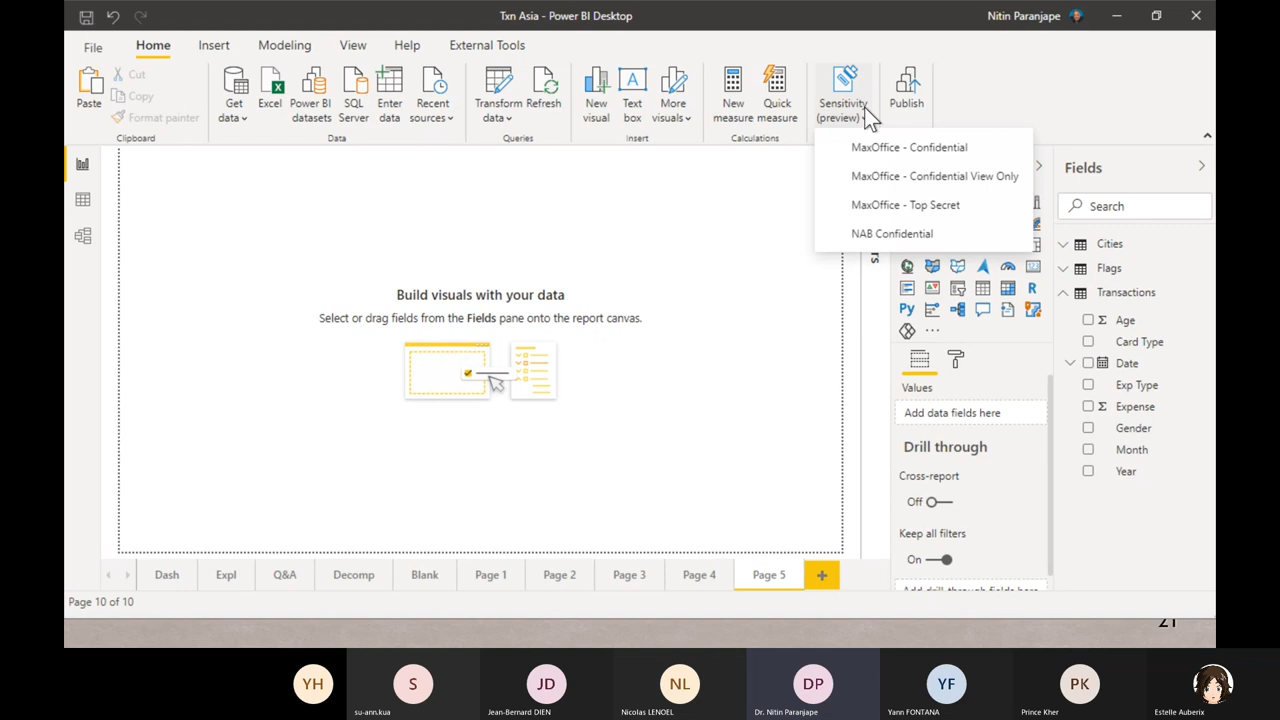 Txn Asia - Power BI Desktop
Nitin Paranjape
File
Home
Insert
Modeling
View
Help
External Tools
Paste
Cut
Copy
Format painter
Clipboard
Get data
Excel
Power BI datasets
SQL Server
Enter data
Recent sources
Data
Transform data
Refresh
Queries
New visual
Text box
More visuals
Insert
New measure
Quick measure
Calculations
Sensitivity (preview)
Publish
MaxOffice - Confidential
MaxOffice - Confidential View Only
MaxOffice - Top Secret
NAB Confidential
Build visuals with your data
Select or drag fields from the Fields pane onto the report canvas.
R
Py
Values
Add data fields here
Drill through
Cross-report
Off
Keep all filters
On
Add drill-through fields here
Fields
Search
Cities
Flags
Transactions
Age
Card Type
Date
Exp Type
Expense
Gender
Month
Year
Dash
Expl
Q&A
Decomp
Blank
Page 1
Page 2
Page 3
Page 4
Page 5
Page 10 of 10
21
YH
S
su-ann.kua
JD
Jean-Bernard DIEN
NL
Nicolas LENOEL
DP
Dr. Nitin Paranjape
YF
Yann FONTANA
PK
Prince Kher
Estelle Auberix